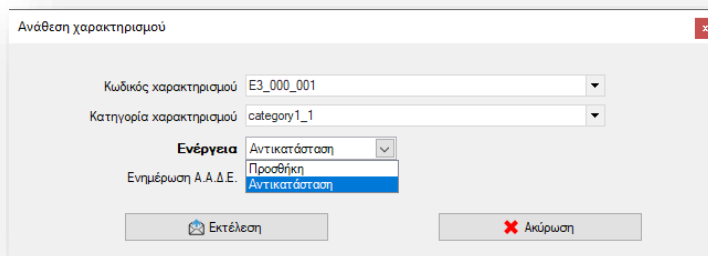 Ανάθεση χαρακτηρισμού
x
Κωδικός χαρακτηρισμού E3_000_001
Κατηγορία χαρακτηρισμού category1_1
Ενέργεια Αντικατάσταση
Προσθήκη
Ενημέρωση Α.Α.Δ.Ε. Αντικατάσταση
Εκτέλεση Ακύρωση